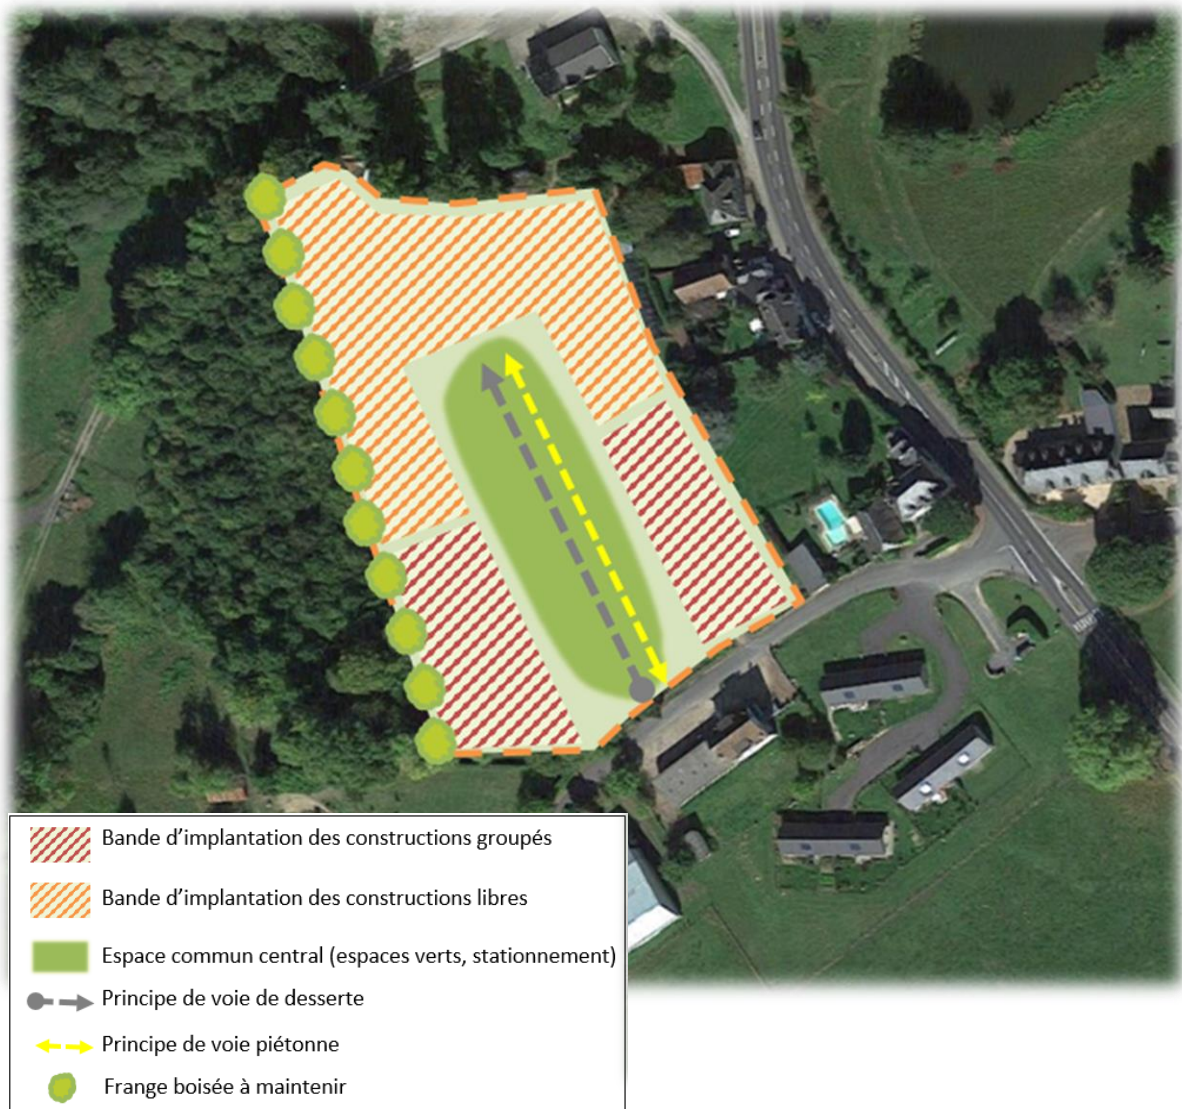 Bande d'implantation des constructions groupés
Bande d'implantation des constructions libres
Espace commun central (espaces verts, stationnement)
Principe de voie de desserte
Principe de voie piétonne
Frange boisée à maintenir